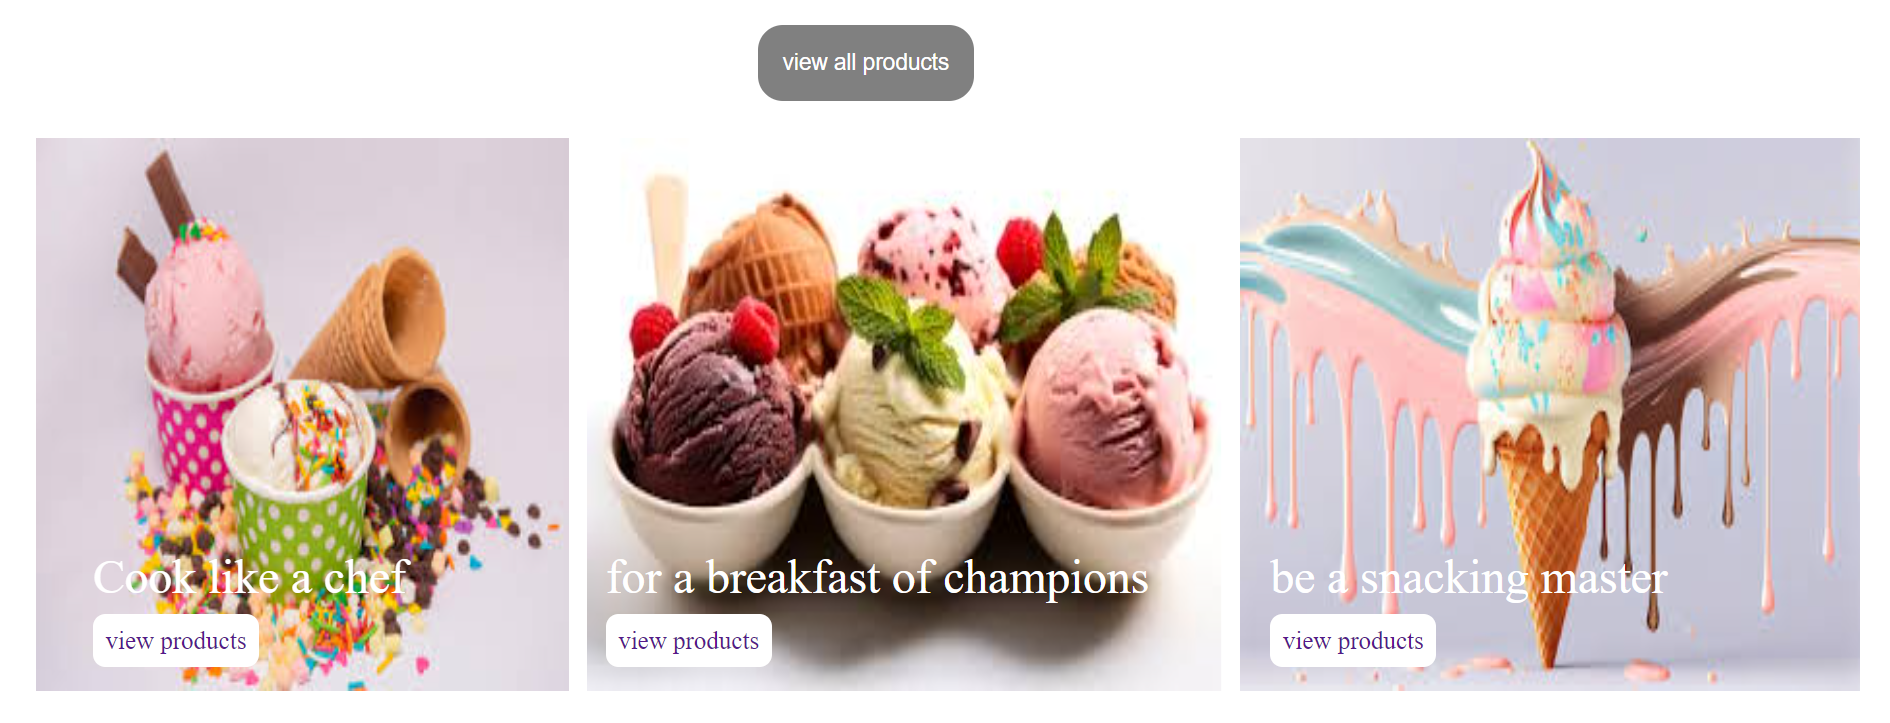 view all products
Cook like a chef
view products
for a breakfast of champions
view products
be a snacking master
view products